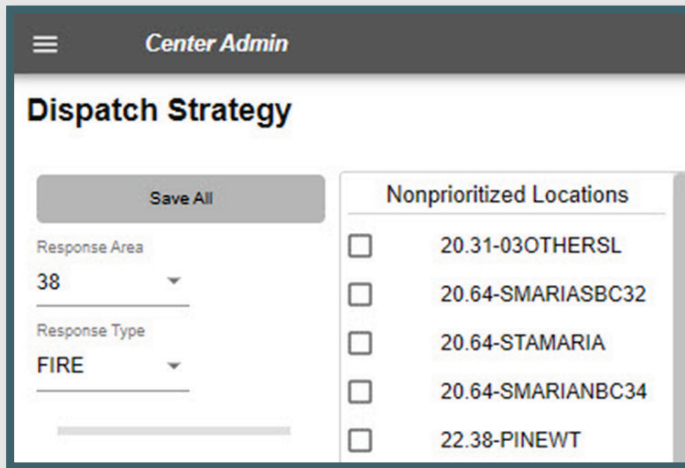 Center Admin
Dispatch Strategy
Save All
Response Area
38
Response Type
FIRE
Nonprioritized Locations
20.31-03OTHERSL
20.64-SMARIASBC32
20.64-STAMARIA
20.64-SMARIANBC34
22.38-PINEWT